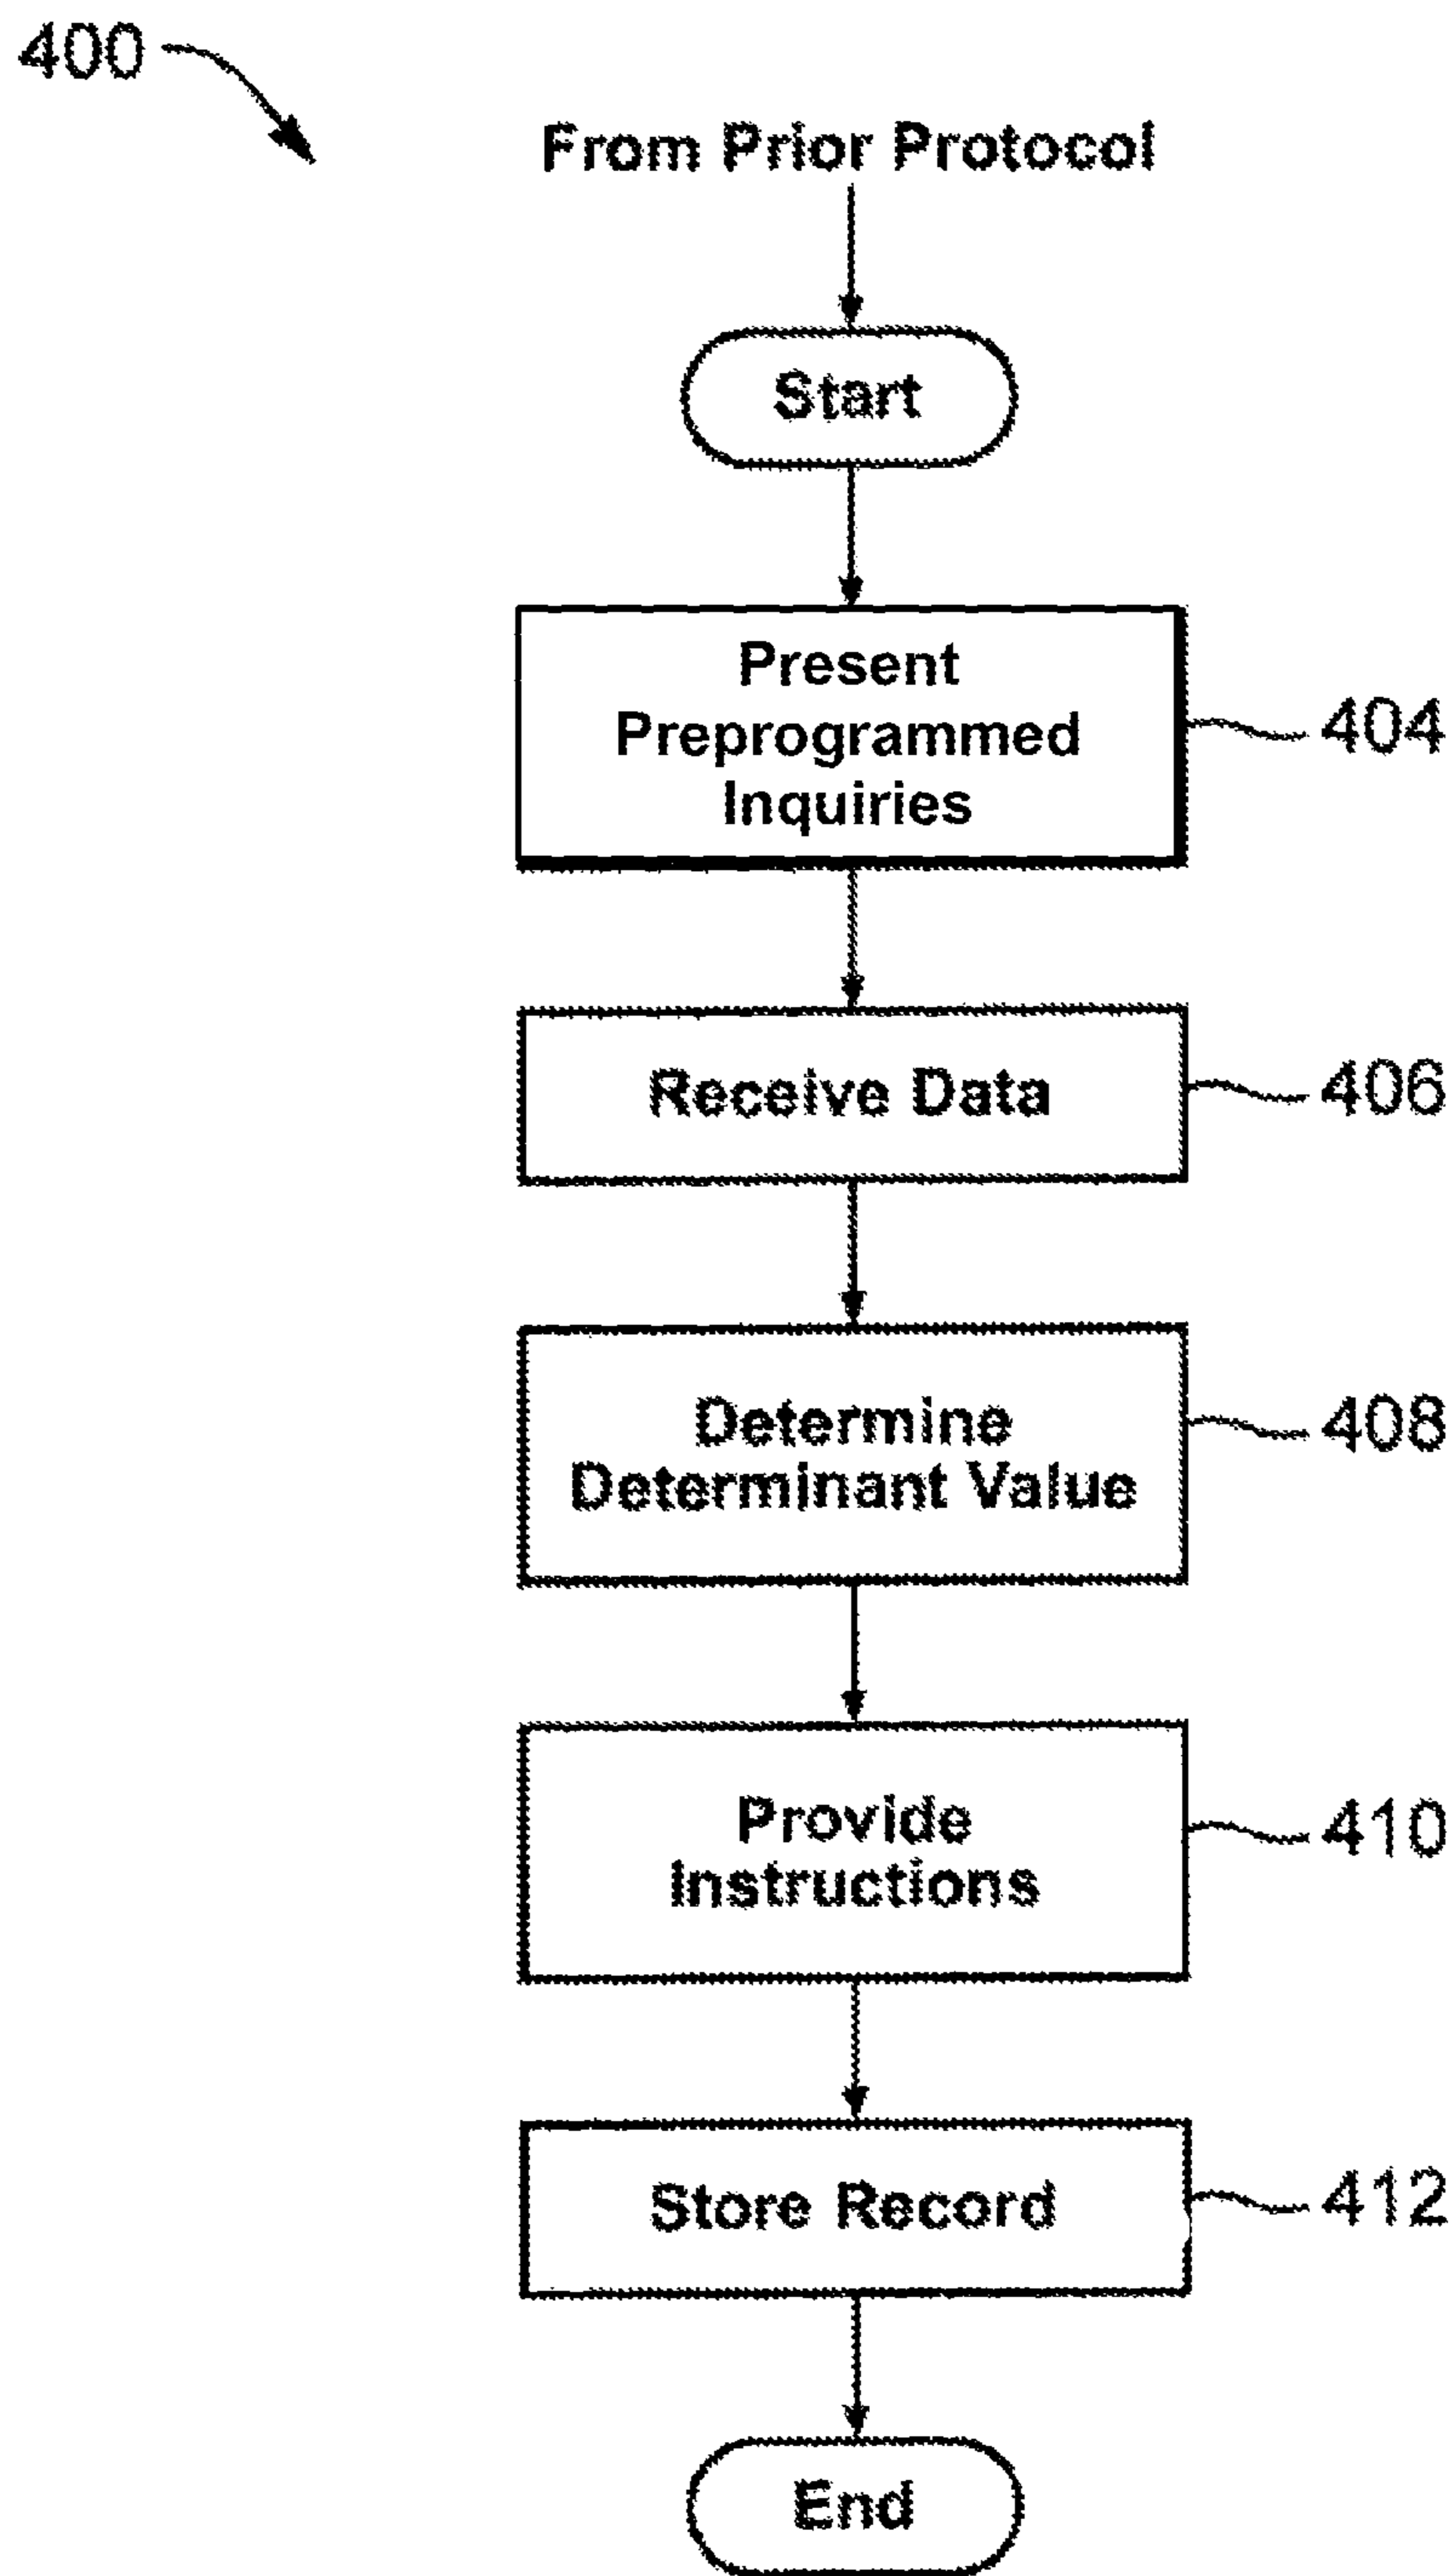 400
From Prior Protocol
Start
Present
Preprogrammed
Inquiries
404
Receive Data
406
Determine
Determinant Value
408
Provide
Instructions
410
Store Record
412
End